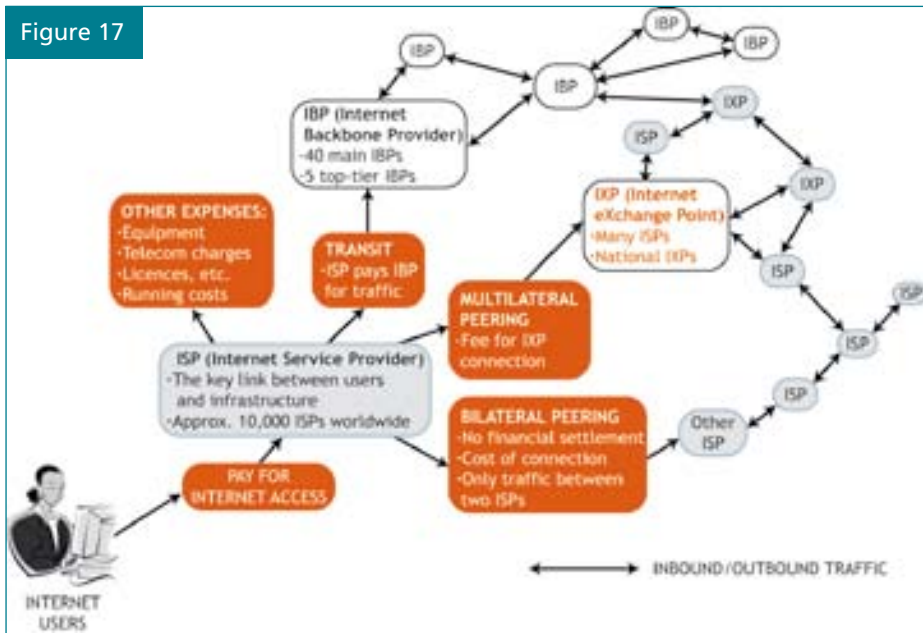 Figure 17
IBP
IBP
IBP
IBP
IXP
ISP
IBP (Internet
Backbone Provider)
-40 main IBPs
-5 top-tier IBPs
IXP
IXP (Internet
eXchange Point)
·Many ISPs
·National IXPs
OTHER EXPENSES:
·Equipment
·Telecom charges
·Licences, etc.
·Running costs
TRANSIT
·ISP pays IBP
for traffic
ISP
MULTILATERAL
PEERING
·Fee for IXP
connection
ISP
ISP
ISP (Internet Service Provider)
·The key link between users
and infrastructure
·Approx. 10,000 ISPs worldwide
ISP
BILATERAL PEERING
·No financial settlement
·Cost of connection
·Only traffic between
two ISPs
Other
ISP
PAY FOR
INTERNET ACCESS
INBOUND/OUTBOUND TRAFFIC
INTERNET
USERS